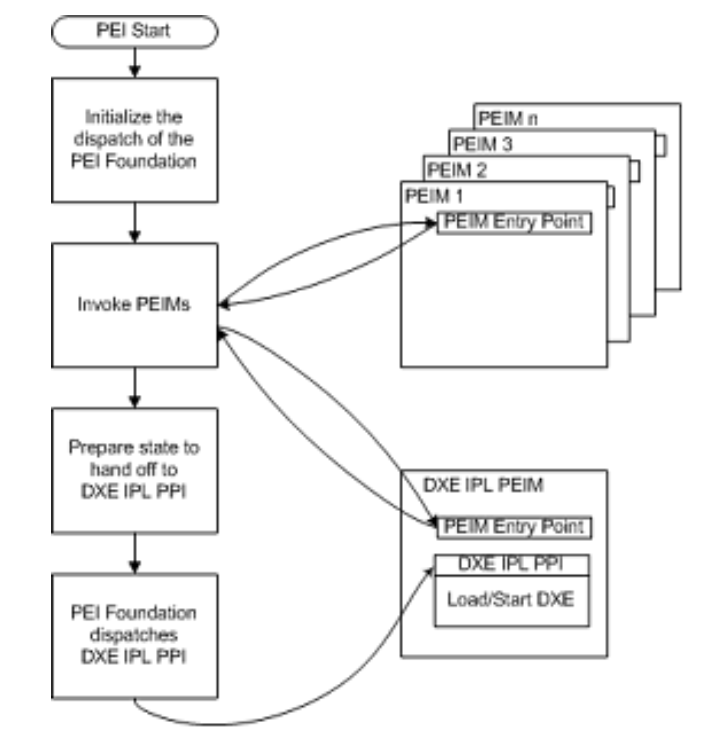 PEI Start
Initialize the
dispatch of the
PEI Foundation
Invoke PEIMs
Prepare state to
hand off to
DXE IPL PPI
PEI Foundation
dispatches
DXE IPL PPI
PEIM n
PEIM 3
PEIM 2
PEIM 1
PEIM Entry Point
DXE IPL PEIM
PEIM Entry Point
DXE IPL PPI
Load/Start DXE